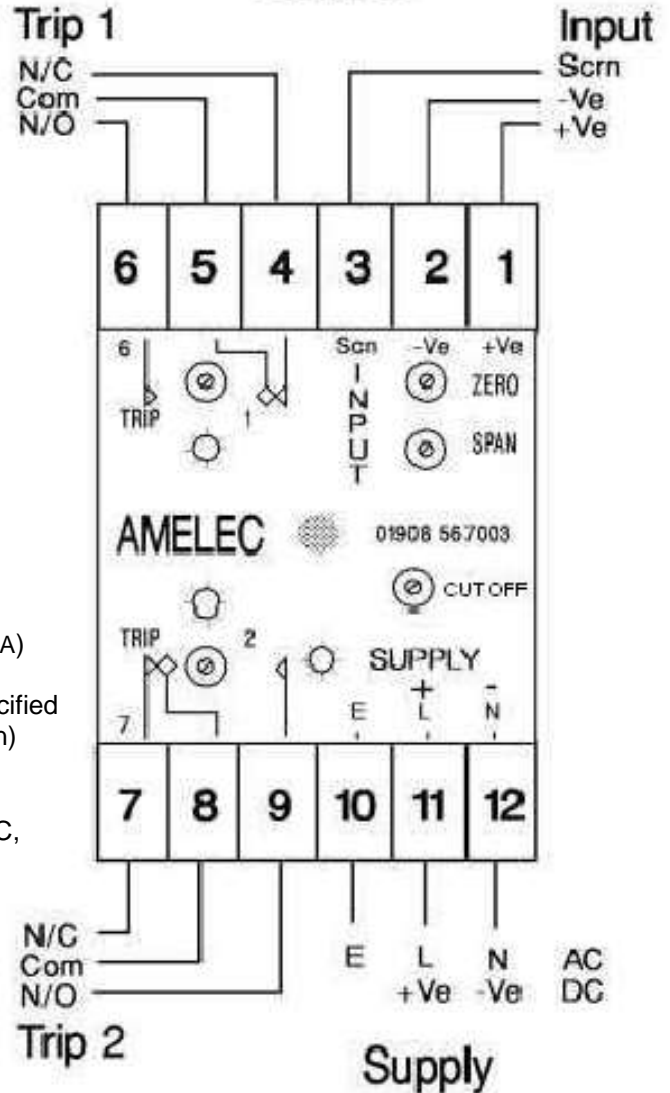 Trip 1
Input
N/C
Com
N/O
Scrn
-Ve
+Ve
6 5 4 3 2 1
6
Scn -Ve +Ve
TRIP
1
INPUT
ZERO
SPAN
AMELEC
01908 567003
CUTOFF
A)
TRIP
2
SUPPLY
cified
+ -
n)
E L N
7
7 8 9 10 11 12
C,
N/C
Com
N/O
E L N AC
+Ve -Ve DC
Trip 2
Supply